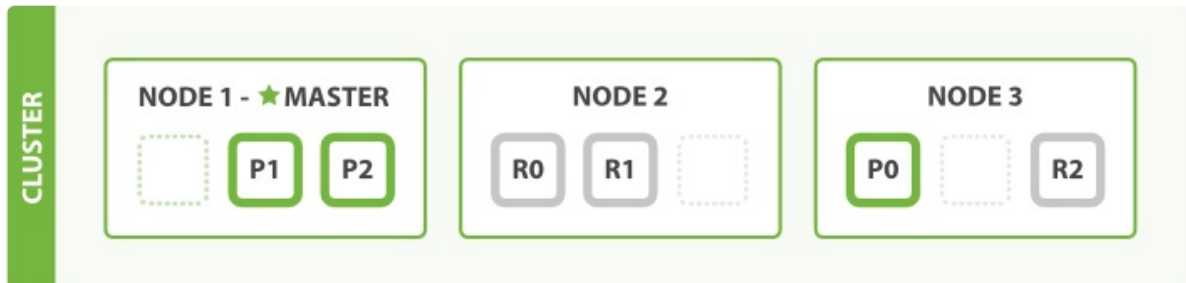 CLUSTER
NODE 1 - ★ MASTER
P1
P2
NODE 2
R0
R1
NODE 3
P0
R2